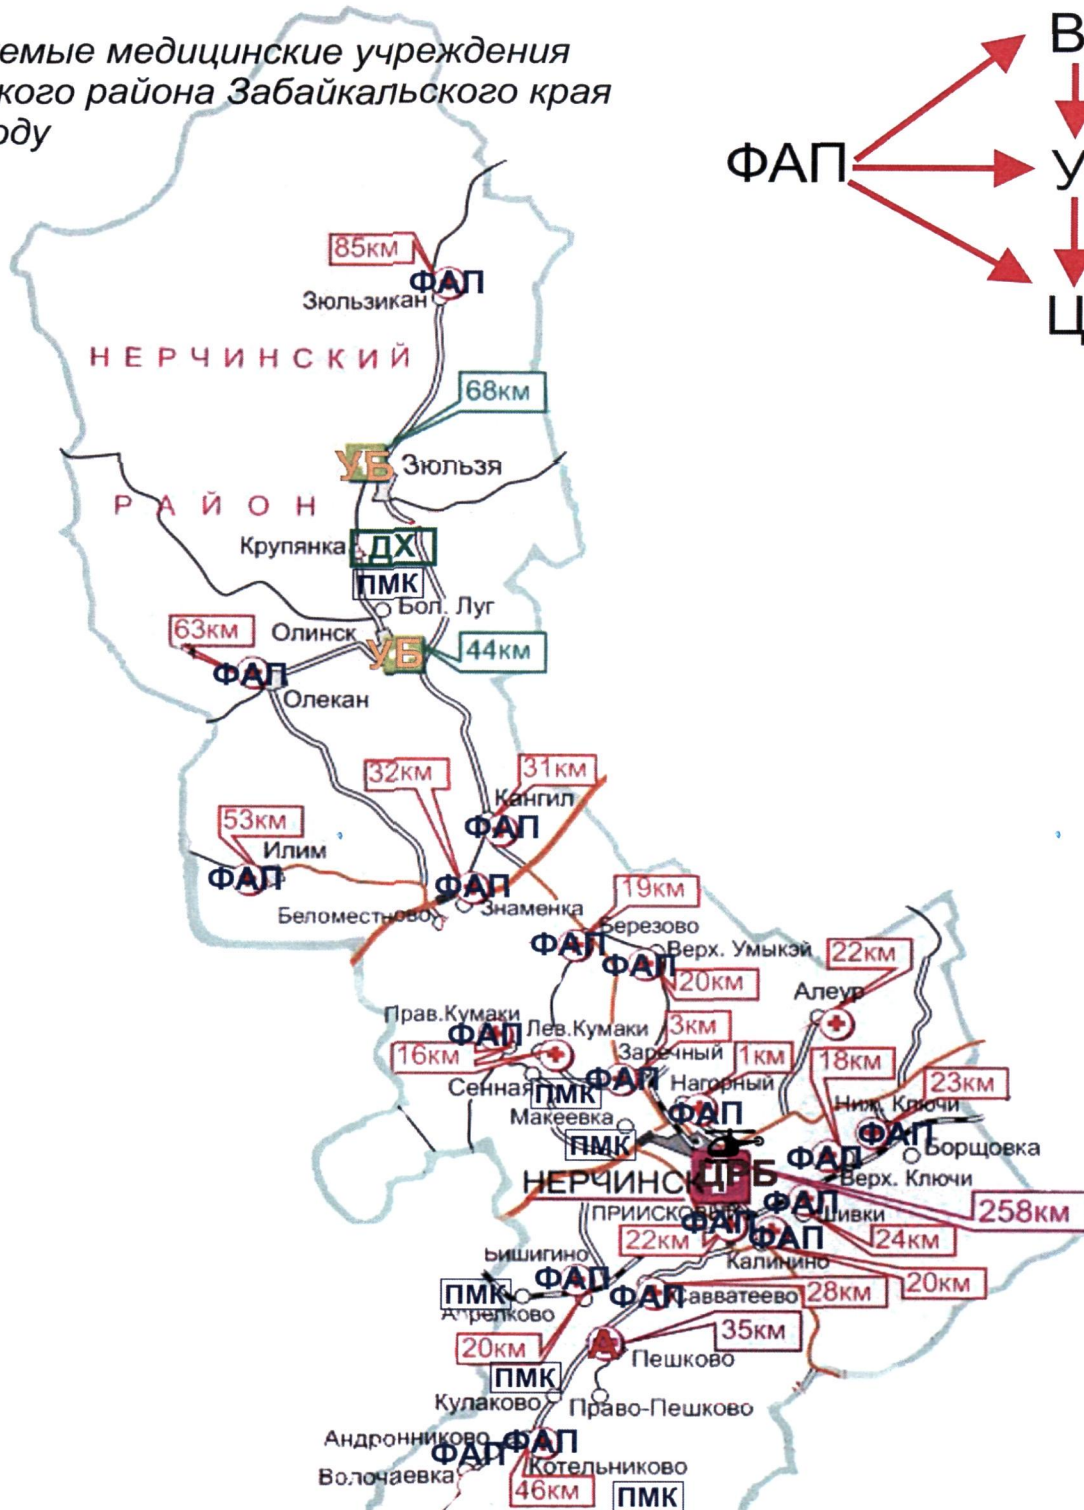 емые медицинские учреждения
кого района Забайкальского края
оду
В
ФАП
У
Ц
85км
ФАП
Зюльзикан
НЕРЧИНСКИЙ
68км
УБ
Зюльзя
РАЙОН
Крупянка
ДХ
ПМК
Бол. Луг
63км
Олинск
УБ
44км
ФАП
Олекан
32км
31км
Кангил
ФАП
53км
Илим
ФАП
ФАП
Знаменка
Беломестново
19км
Березово
ФАП
Верх. Умыкэй
ФАП
20км
22км
Алеур
Прав.Кумаки
ФАП
Лев.Кумаки
16км
3км
Заречный
ФАП
1км
Нагорный
ФАП
18км
23км
Сенная
ПМК
Макеевка
ПМК
Ниж. Ключи
ФАП
Борщовка
ФАП
Верх. Ключи
НЕРЧИНСК
ЦРБ
258км
ПРИИСКОВЫЙ
ФАП
ФАП
Шивки
22км
ФАП
24км
Калинино
Бишигино
ФАП
20км
ПМК
Апрелково
ФАП
Савватеево
28км
20км
А
35км
Пешково
ПМК
Кулаково
Право-Пешково
Андронниково
ФАП
ФАП
Котельниково
Волочаевка
46км
ПМК